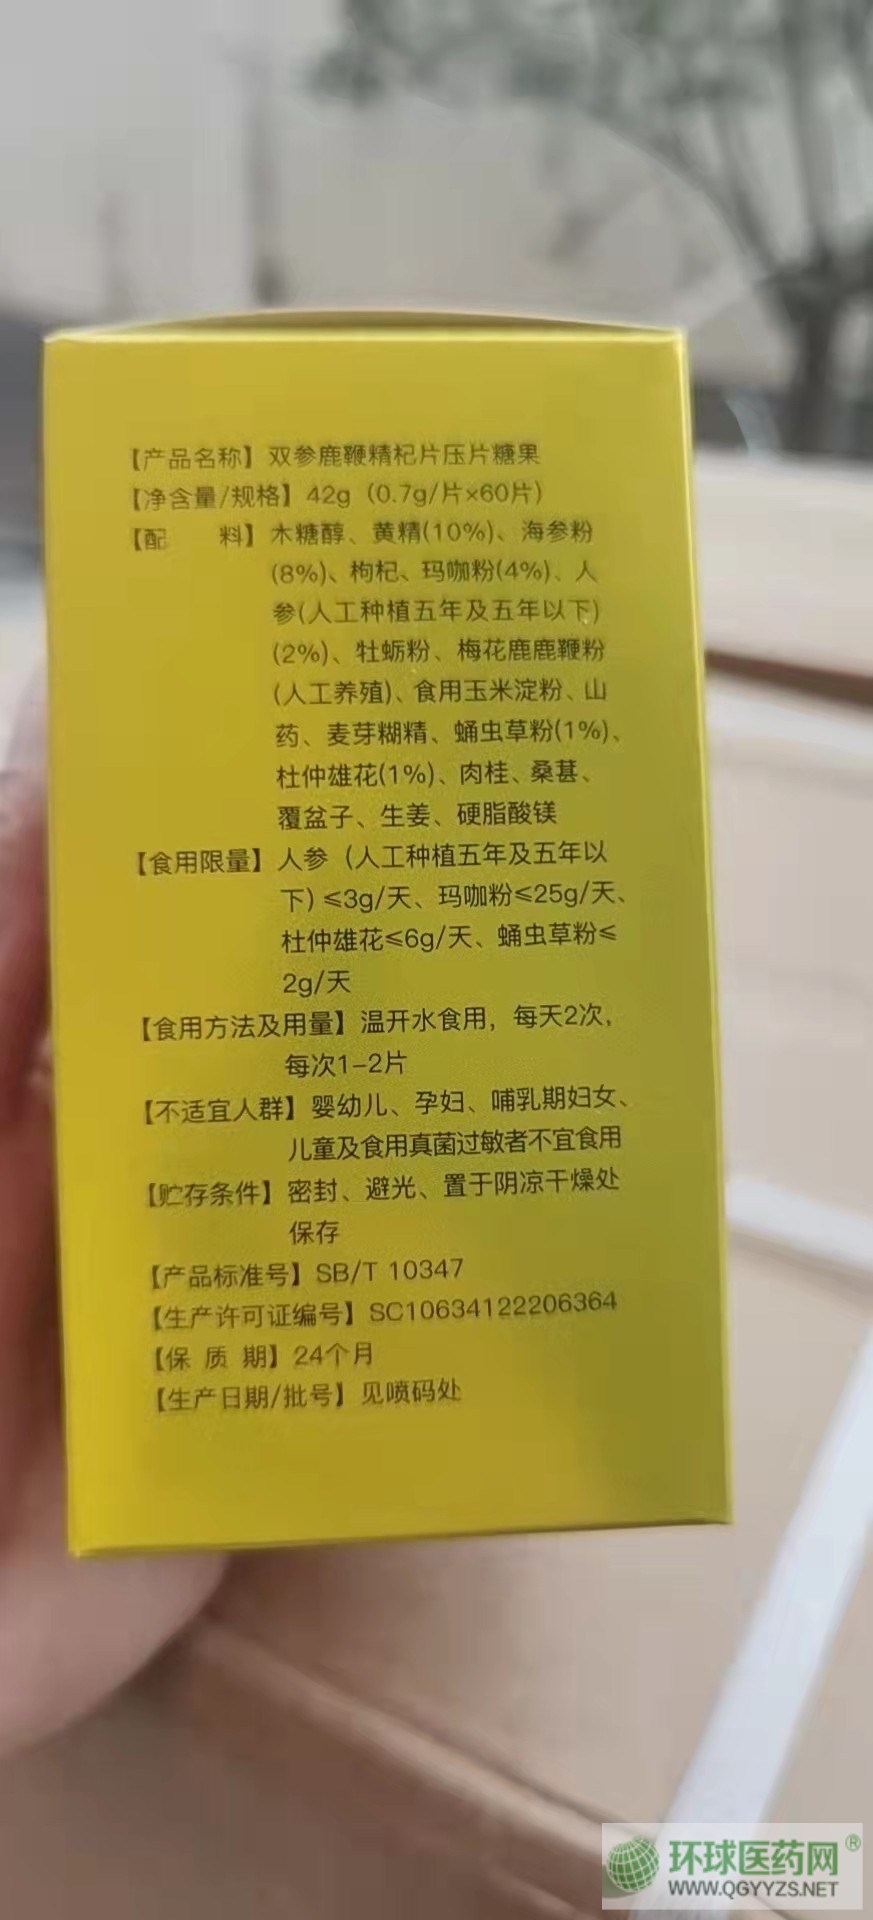 【产品名称】双参鹿鞭精杞片压片糖果
【净含量/规格】42g（0.7g/片×60片）
【配 料】木糖醇、黄精(10%)、海参粉
(8%)、枸杞、玛咖粉(4%)、人
参(人工种植五年及五年以下)
(2%)、牡蛎粉、梅花鹿鹿鞭粉
(人工养殖)、食用玉米淀粉、山
药、麦芽糊精、蛹虫草粉(1%)、
杜仲雄花(1%)、肉桂、桑葚、
覆盆子、生姜、硬脂酸镁
【食用限量】人参（人工种植五年及五年以
下）≤3g/天、玛咖粉≤25g/天、
杜仲雄花≤6g/天、蛹虫草粉≤
2g/天
【食用方法及用量】温开水食用，每天2次，
每次1-2片
【不适宜人群】婴幼儿、孕妇、哺乳期妇女、
儿童及食用真菌过敏者不宜食用
【贮存条件】密封、避光、置于阴凉干燥处
保存
【产品标准号】SB/T 10347
【生产许可证编号】SC10634122206364
【保 质 期】24个月
【生产日期/批号】见喷码处
环球医药网®
WWW.QGYYZS.NET